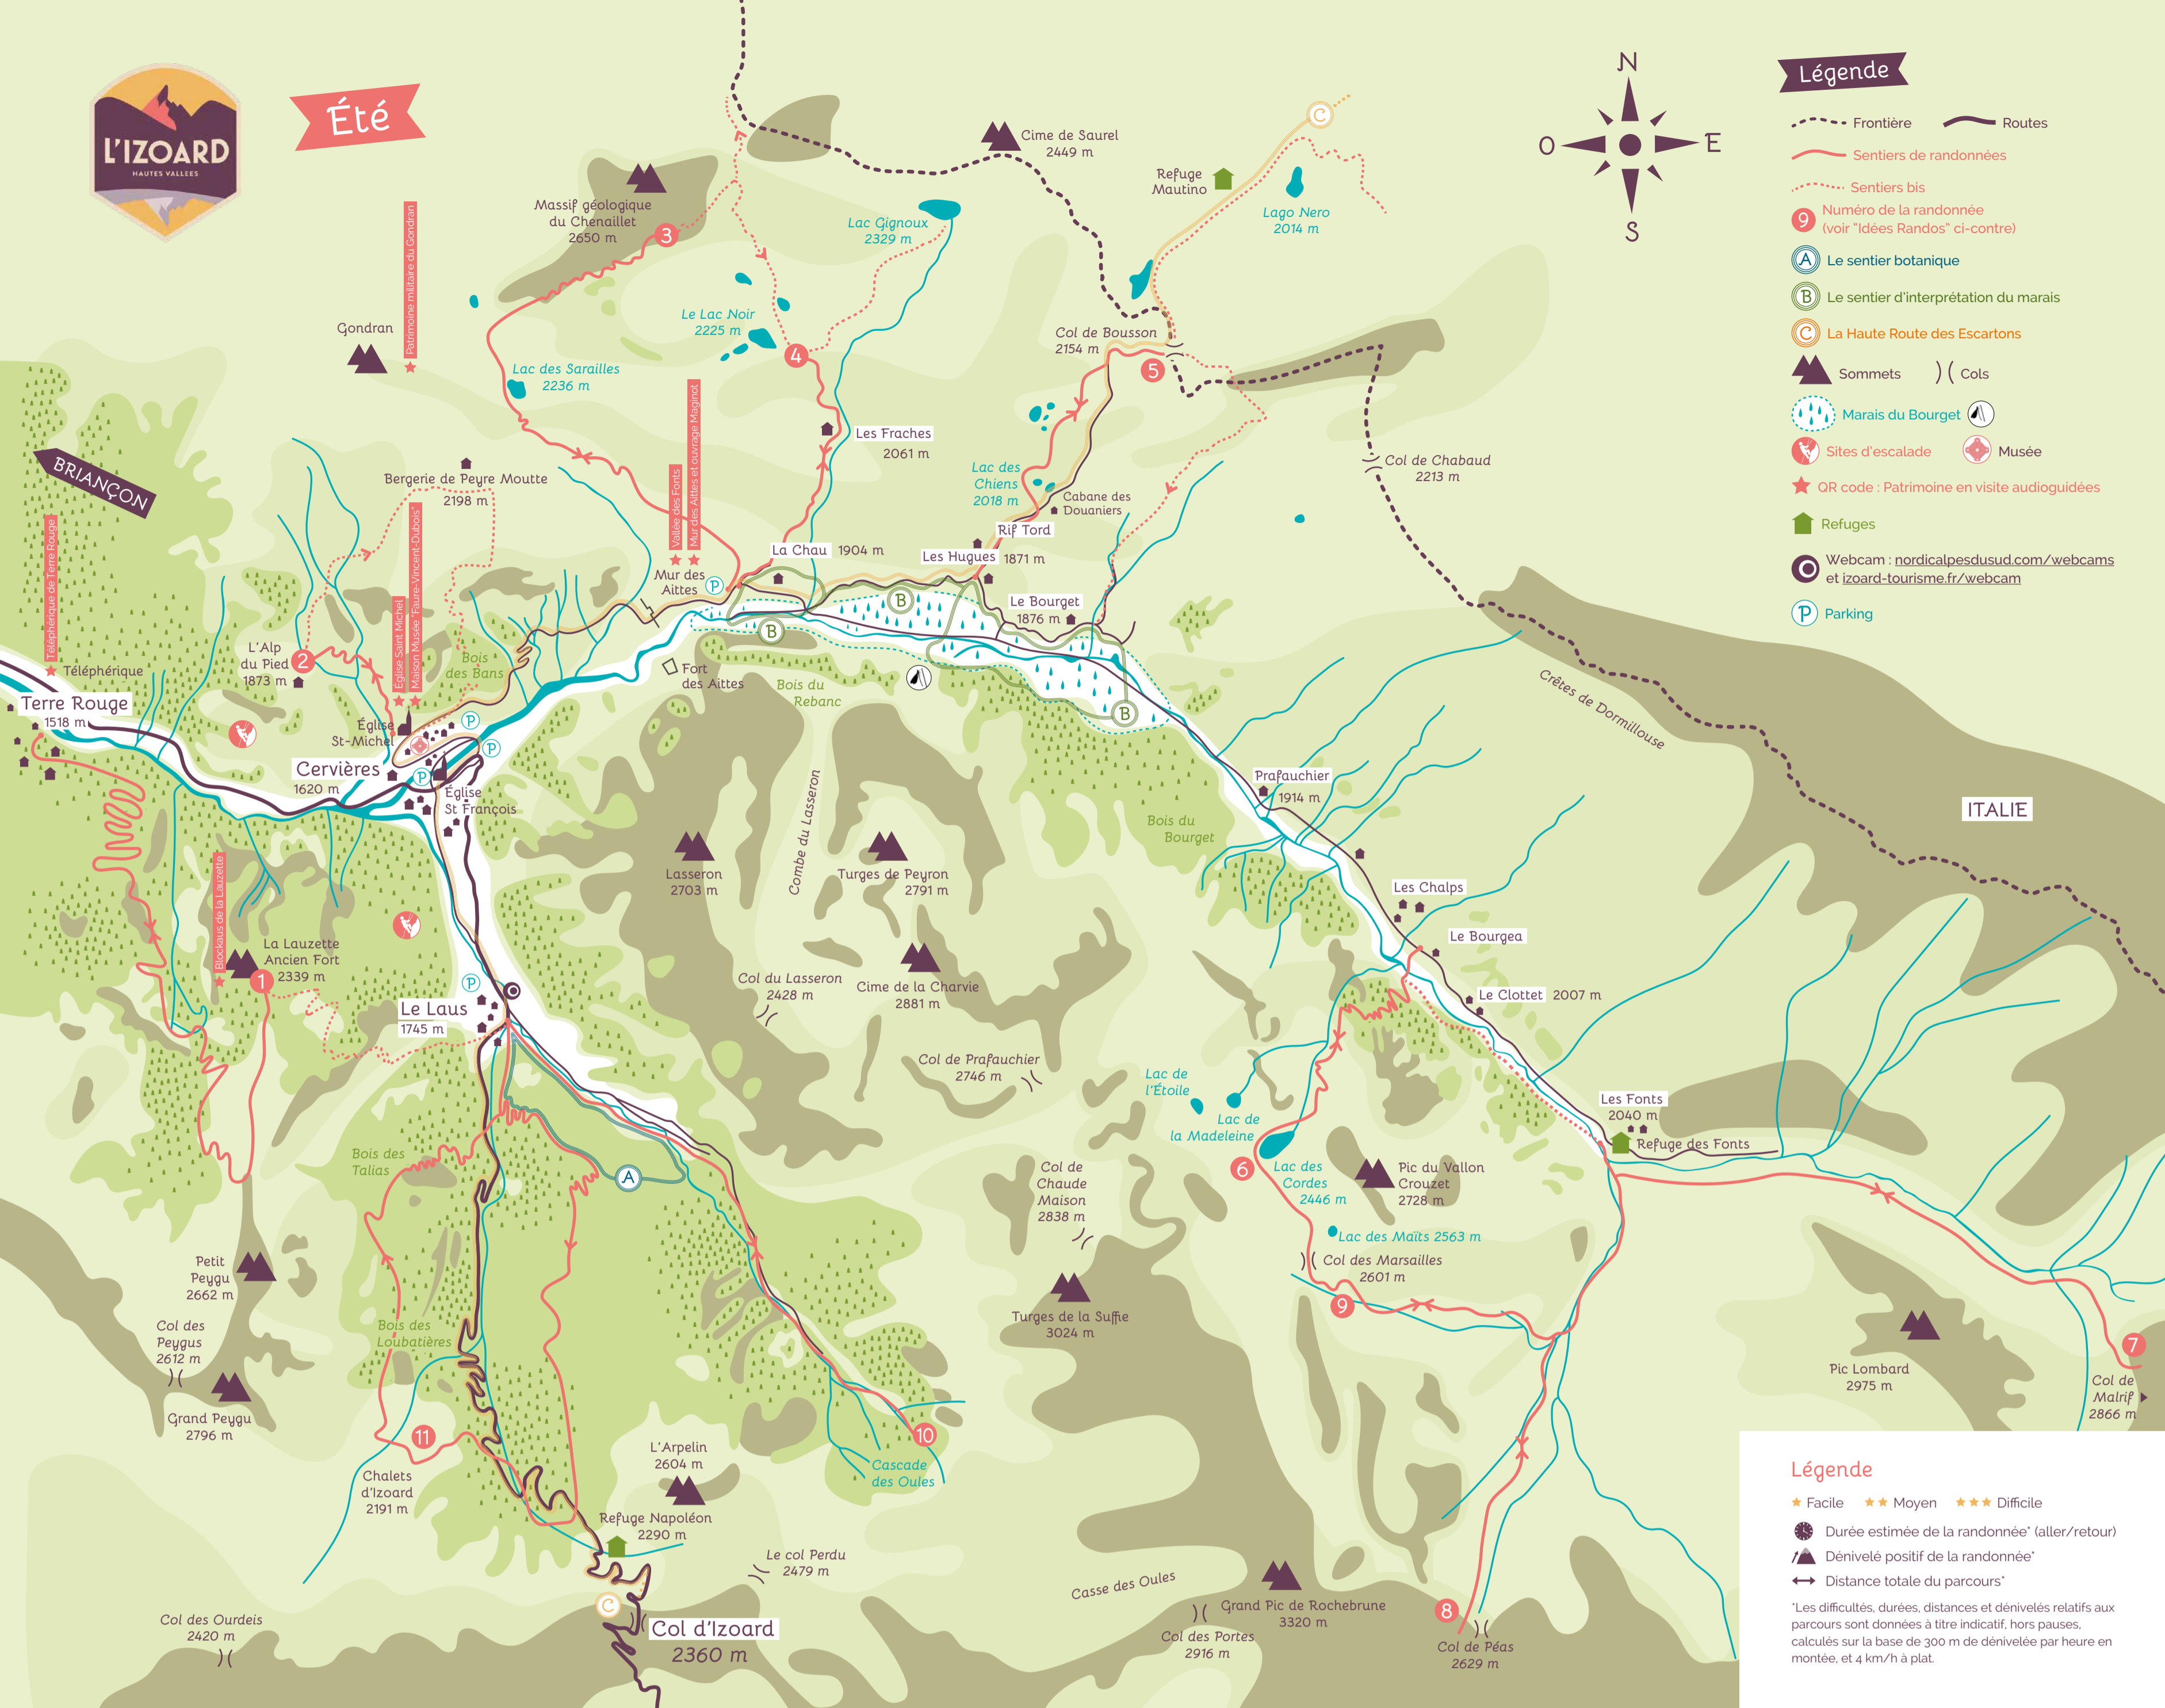 L'IZOARD
HAUTES VALLEES
Été
N
O
E
S
Légende
Frontière
Routes
Sentiers de randonnées
Sentiers bis
9
Numéro de la randonnée
(voir "Idées Randos" ci-contre)
A
Le sentier botanique
B
Le sentier d'interprétation du marais
C
La Haute Route des Escartons
Sommets
Cols
Marais du Bourget
Sites d'escalade
Musée
QR code : Patrimoine en visite audioguidées
Refuges
Webcam : nordicalpesdusud.com/webcams
et izoard-tourisme.fr/webcam
P
Parking
Cime de Saurel
2449 m
C
Refuge
Mautino
Lago Nero
2014 m
Massif géologique
du Chenaillet
2650 m
3
Lac Gignoux
2329 m
Patrimoine militaire du Gondran
Gondran
Le Lac Noir
2225 m
4
Lac des Sarailles
2236 m
Col de Bousson
2154 m
5
Les Fraches
2061 m
Col de Chabaud
2213 m
Lac des
Chiens
2018 m
Cabane des
Douaniers
BRIANÇON
Bergerie de Peyre Moutte
2198 m
Vallée des Fonts
Mur des Aittes et ouvrage Maginot
Rif Tord
Les Hugues
1871 m
La Chau
1904 m
Mur des
Aittes
P
B
B
Le Bourget
1876 m
Téléphérique de Terre Rouge
Téléphérique
Terre Rouge
1518 m
L'Alp
du Pied
1873 m
2
Église Saint Michel
Maison Musée "Faure-Vincent-Dubois"
Bois
des Bans
Fort
des Aittes
Bois du
Rebanc
B
Crêtes de Dormillouse
Église
St-Michel
P
P
P
Cervières
1620 m
Église
St François
Prafauchier
1914 m
ITALIE
Bois du
Bourget
Lasseron
2703 m
Combe du Lasseron
Turges de Peyron
2791 m
Les Chalps
Le Bourgea
Blockaus de la Lauzette
La Lauzette
Ancien Fort
2339 m
1
P
Le Laus
1745 m
Col du Lasseron
2428 m
Cime de la Charvie
2881 m
Le Clottet
2007 m
Col de Prafauchier
2746 m
Lac de
l'Étoile
Lac de
la Madeleine
Les Fonts
2040 m
Refuge des Fonts
6
Lac des
Cordes
2446 m
Pic du Vallon
Crouzet
2728 m
Bois des
Talias
A
Col de
Chaude
Maison
2838 m
Lac des Maïts 2563 m
Col des Marsailles
2601 m
9
Petit
Peygu
2662 m
Turges de la Suffie
3024 m
Col des
Peygus
2612 m
Bois des
Loubatières
Grand Peygu
2796 m
Pic Lombard
2975 m
7
Col de
Malrif
2866 m
11
Chalets
d'Izoard
2191 m
10
Cascade
des Oules
L'Arpelin
2604 m
Refuge Napoléon
2290 m
Le col Perdu
2479 m
C
Col d'Izoard
2360 m
Col des Ourdeis
2420 m
Casse des Oules
Grand Pic de Rochebrune
3320 m
Col des Portes
2916 m
8
Col de Péas
2629 m
Légende
Facile
Moyen
Difficile
Durée estimée de la randonnée* (aller/retour)
Dénivelé positif de la randonnée*
Distance totale du parcours*
*Les difficultés, durées, distances et dénivelés relatifs aux
parcours sont données à titre indicatif, hors pauses,
calculés sur la base de 300 m de dénivelée par heure en
montée, et 4 km/h à plat.